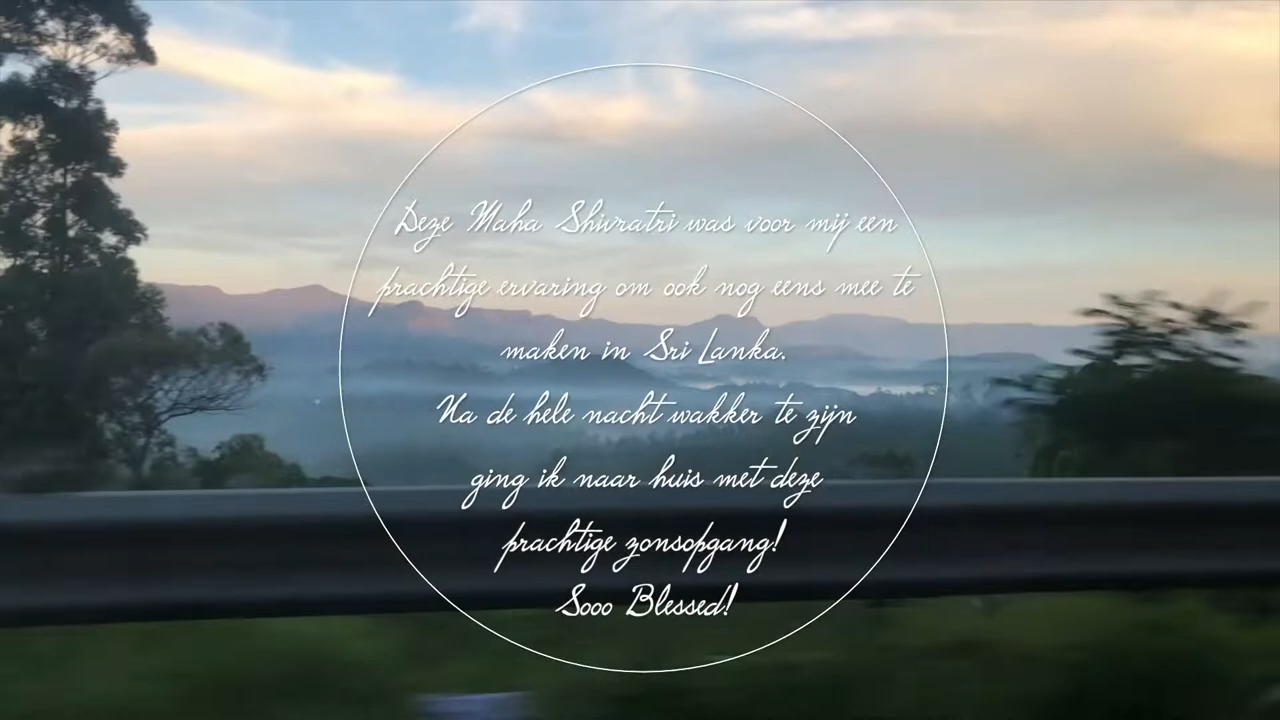 Deze Maha Shivratri was voor mij een
prachtige ervaring om ook nog eens mee te
maken in Sri Lanka.
Na de hele nacht wakker te zijn
ging ik naar huis met deze
prachtige zonsopgang!
Sooo Blessed!